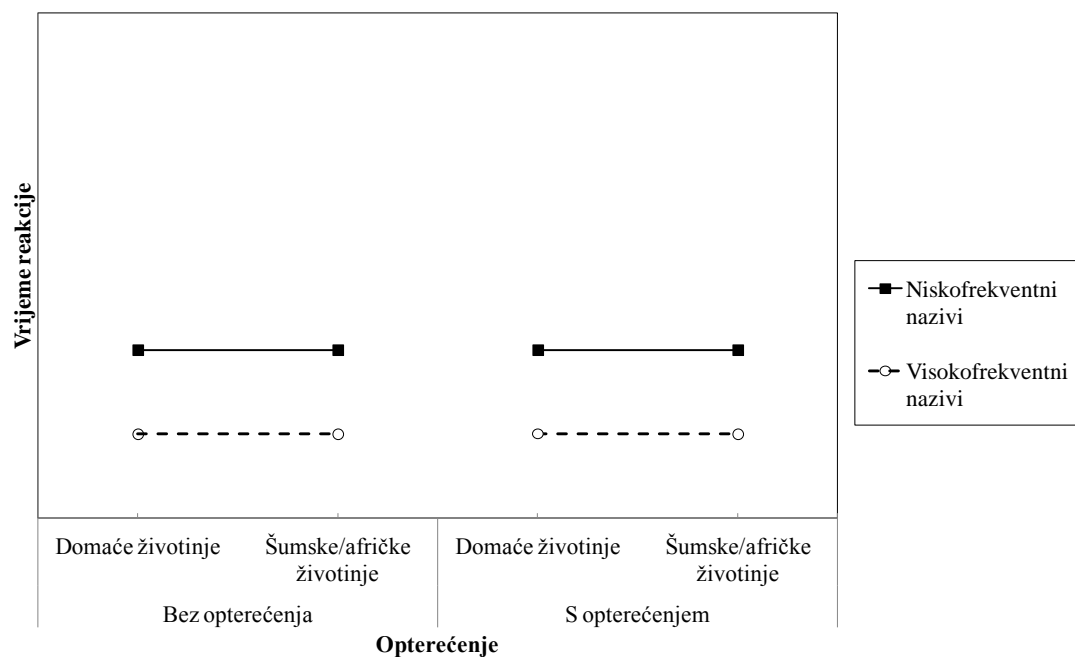 Vrijeme reakcije
Niskofrekventni
nazivi
Visokofrekventni
nazivi
Domaće životinje
Šumske/afričke
životinje
Domaće životinje
Šumske/afričke
životinje
Bez opterećenja
S opterećenjem
Opterećenje